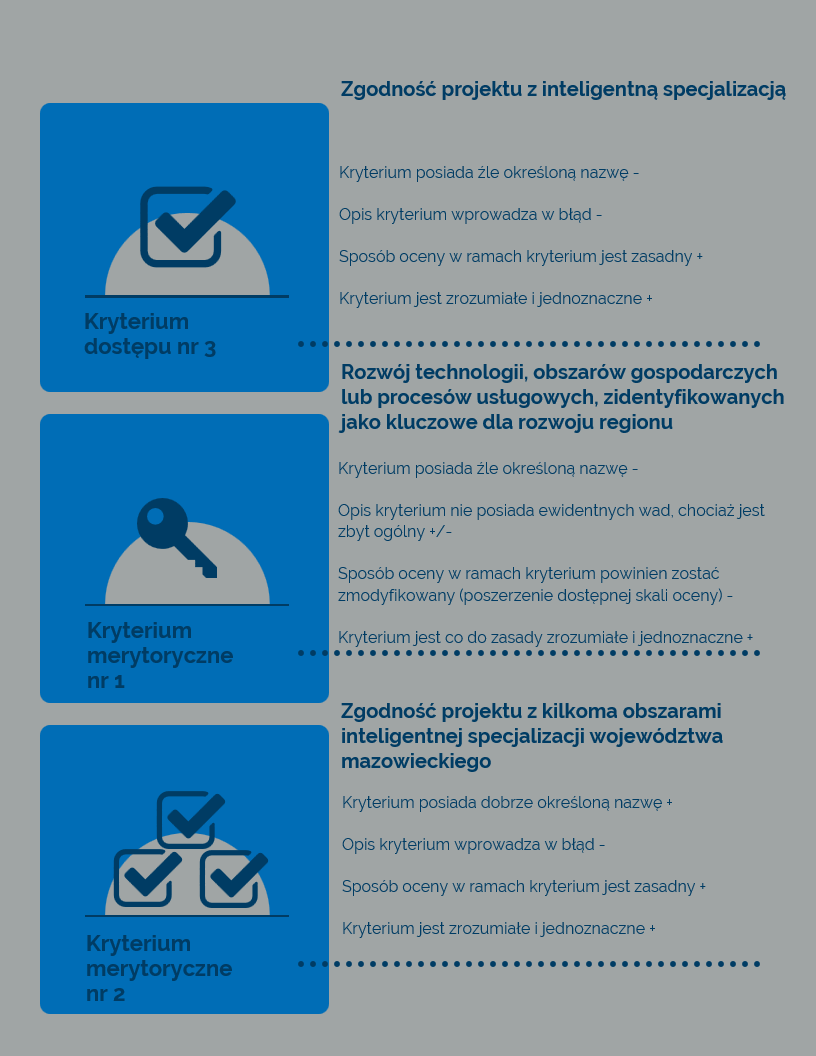 Zgodność projektu z inteligentną specjalizacją
Kryterium posiada źle określoną nazwę -
Opis kryterium wprowadza w błąd -
Sposób oceny w ramach kryterium jest zasadny +
Kryterium jest zrozumiałe i jednoznaczne +
Kryterium
dostępu nr 3
Rozwój technologii, obszarów gospodarczych
lub procesów usługowych, zidentyfikowanych
jako kluczowe dla rozwoju regionu
Kryterium posiada źle określoną nazwę -
Opis kryterium nie posiada ewidentnych wad, chociaż jest
zbyt ogólny +/-
Sposób oceny w ramach kryterium powinien zostać
zmodyfikowany (poszerzenie dostępnej skali oceny) -
Kryterium jest co do zasady zrozumiałe i jednoznaczne +
Kryterium
merytoryczne
nr 1
Zgodność projektu z kilkoma obszarami
inteligentnej specjalizacji województwa
mazowieckiego
Kryterium posiada dobrze określoną nazwę +
Opis kryterium wprowadza w błąd -
Sposób oceny w ramach kryterium jest zasadny +
Kryterium jest zrozumiałe i jednoznaczne +
Kryterium
merytoryczne
nr 2